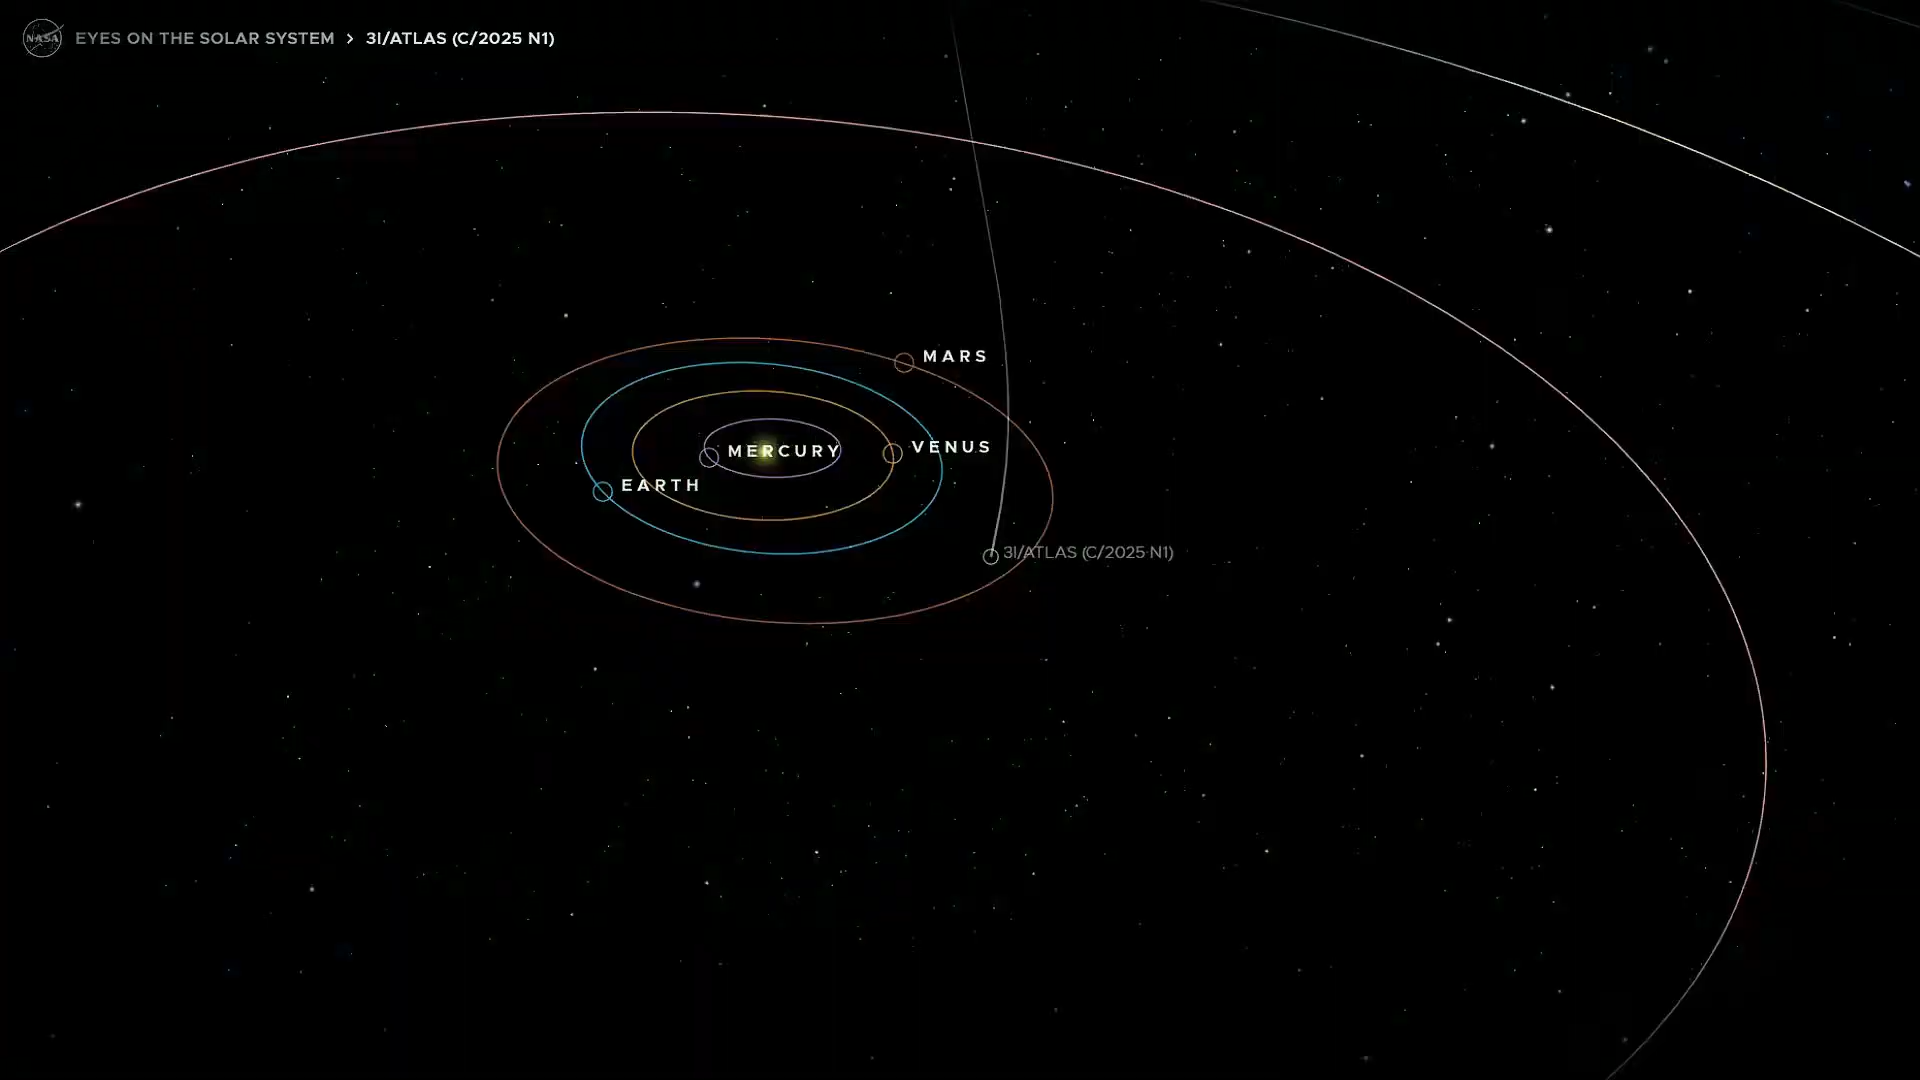 NASA
EYES ON THE SOLAR SYSTEM > 3I/ATLAS (C/2025 N1)
MARS
VENUS
MERCURY
EARTH
3I/ATLAS (C/2025 N1)